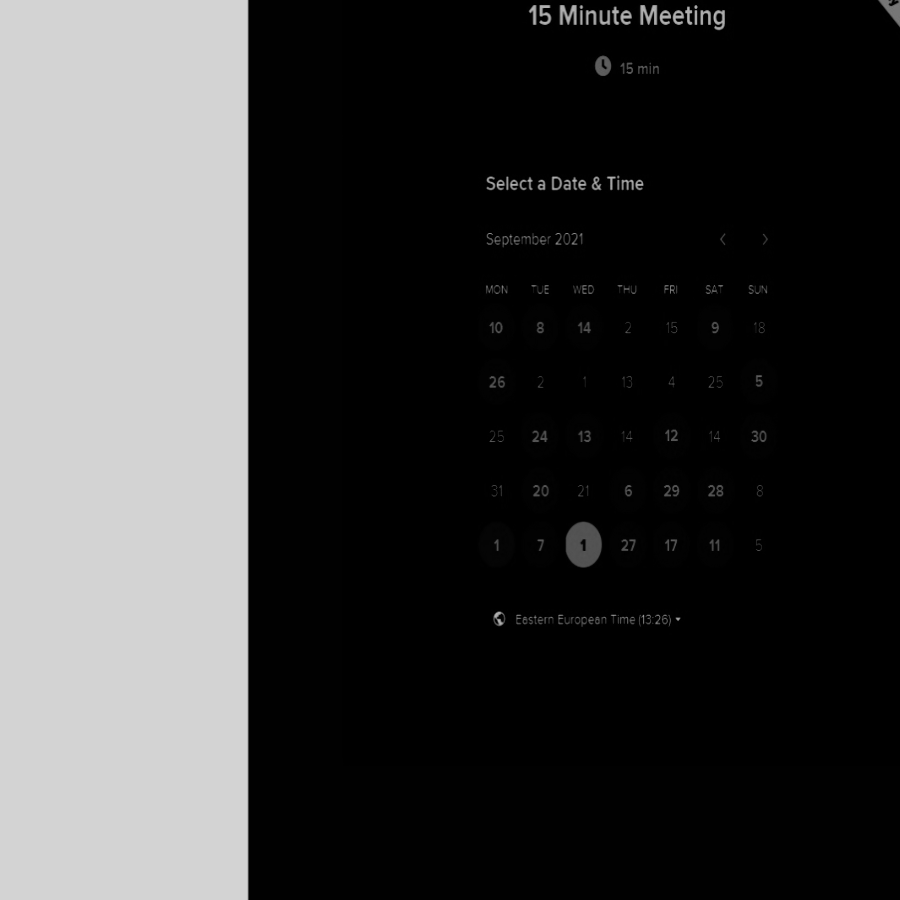 15 Minute Meeting
15 min
Select a Date & Time
September 2021
MON TUE WED THU FRI SAT SUN
10 8 14 2 15 9 18
26 2 1 13 4 25 5
25 24 13 14 12 14 30
31 20 21 6 29 28 8
1 7 1 27 17 11 5
Eastern European Time (13:26)